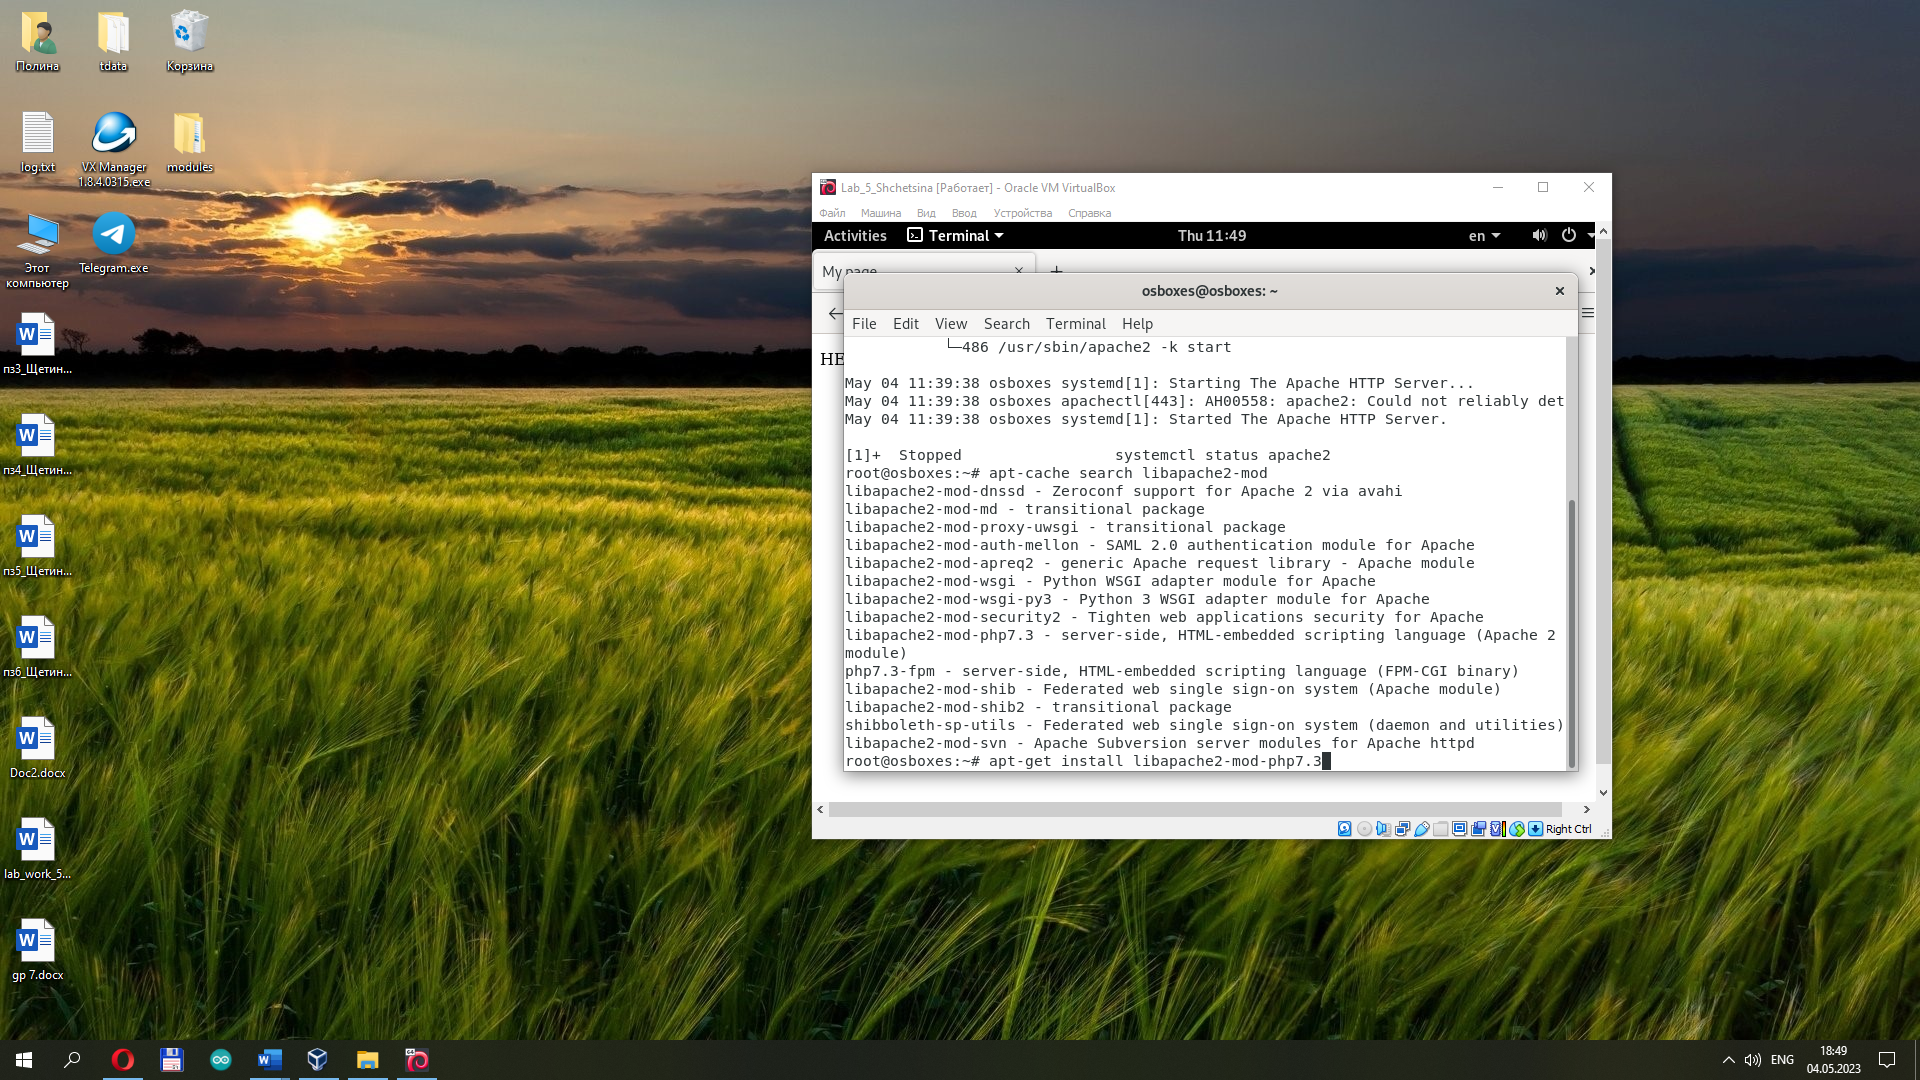 Полина
tdata
Корзина
log.txt
VX Manager
1.8.4.0315.exe
modules
Этот
компьютер
Telegram.exe
пз3_Щетин...
пз4_Щетин...
пз5_Щетин...
пз6_Щетин...
Doc2.docx
lab_work_5...
gp 7.docx
Lab_5_Shchetsina [Работает] - Oracle VM VirtualBox
Файл Машина Вид Ввод Устройства Справка
Activities Terminal Thu 11:49 en
My page
HE
osboxes@osboxes: ~
File Edit View Search Terminal Help
└─486 /usr/sbin/apache2 -k start
May 04 11:39:38 osboxes systemd[1]: Starting The Apache HTTP Server...
May 04 11:39:38 osboxes apachectl[443]: AH00558: apache2: Could not reliably det
May 04 11:39:38 osboxes systemd[1]: Started The Apache HTTP Server.
[1]+  Stopped                 systemctl status apache2
root@osboxes:~# apt-cache search libapache2-mod
libapache2-mod-dnssd - Zeroconf support for Apache 2 via avahi
libapache2-mod-md - transitional package
libapache2-mod-proxy-uwsgi - transitional package
libapache2-mod-auth-mellon - SAML 2.0 authentication module for Apache
libapache2-mod-apreq2 - generic Apache request library - Apache module
libapache2-mod-wsgi - Python WSGI adapter module for Apache
libapache2-mod-wsgi-py3 - Python 3 WSGI adapter module for Apache
libapache2-mod-security2 - Tighten web applications security for Apache
libapache2-mod-php7.3 - server-side, HTML-embedded scripting language (Apache 2
module)
php7.3-fpm - server-side, HTML-embedded scripting language (FPM-CGI binary)
libapache2-mod-shib - Federated web single sign-on system (Apache module)
libapache2-mod-shib2 - transitional package
shibboleth-sp-utils - Federated web single sign-on system (daemon and utilities)
libapache2-mod-svn - Apache Subversion server modules for Apache httpd
root@osboxes:~# apt-get install libapache2-mod-php7.3
Right Ctrl
ENG
18:49
04.05.2023